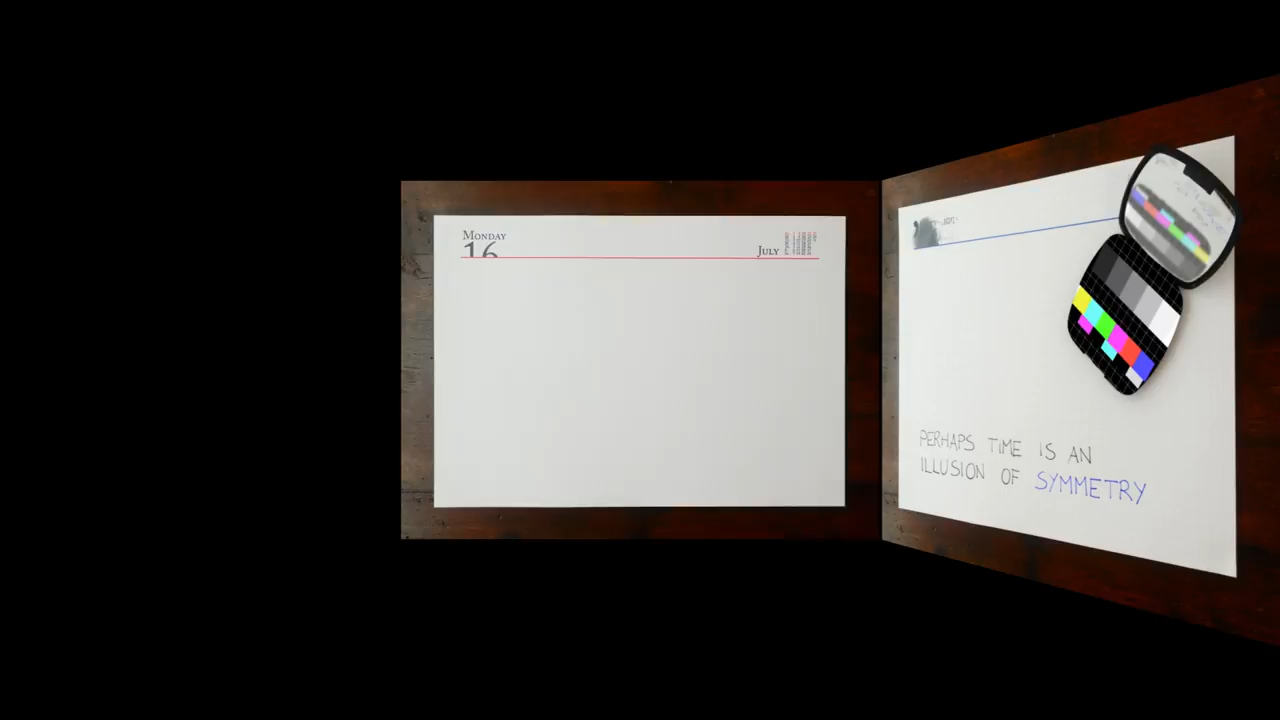 MONDAY
16
JULY
PERHAPS TIME IS AN
ILLUSION OF SYMMETRY